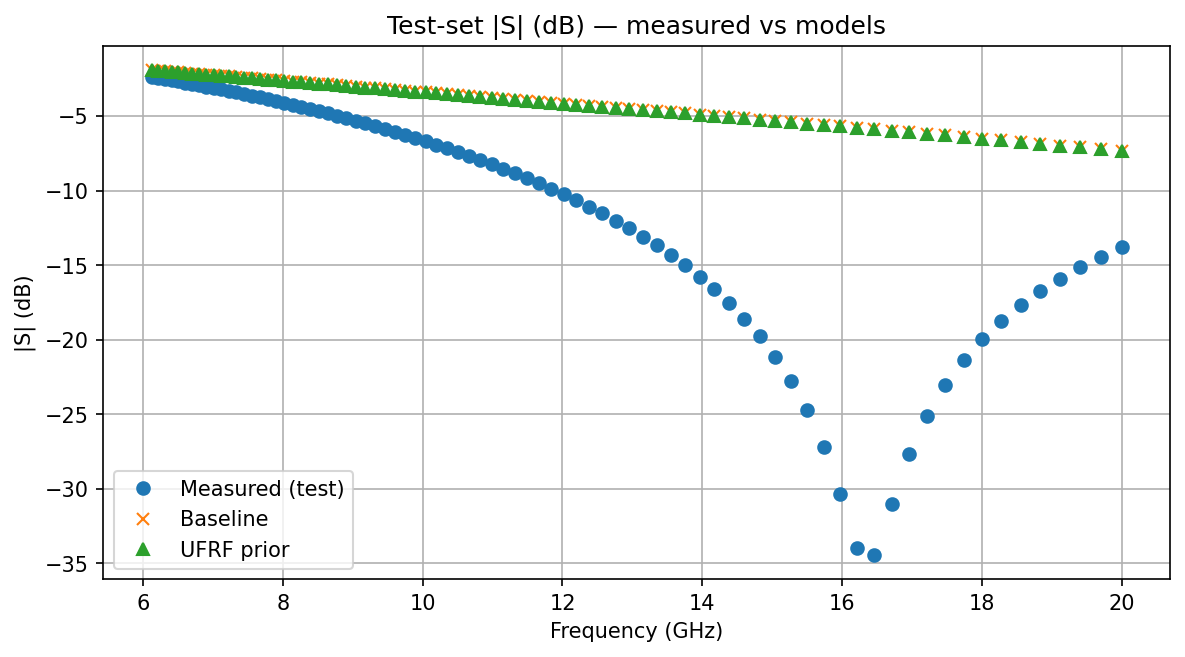 Test-set |S| (dB) — measured vs models
|S| (dB)
−5
−10
−15
−20
−25
−30
−35
Measured (test)
Baseline
UFRF prior
6 8 10 12 14 16 18 20
Frequency (GHz)